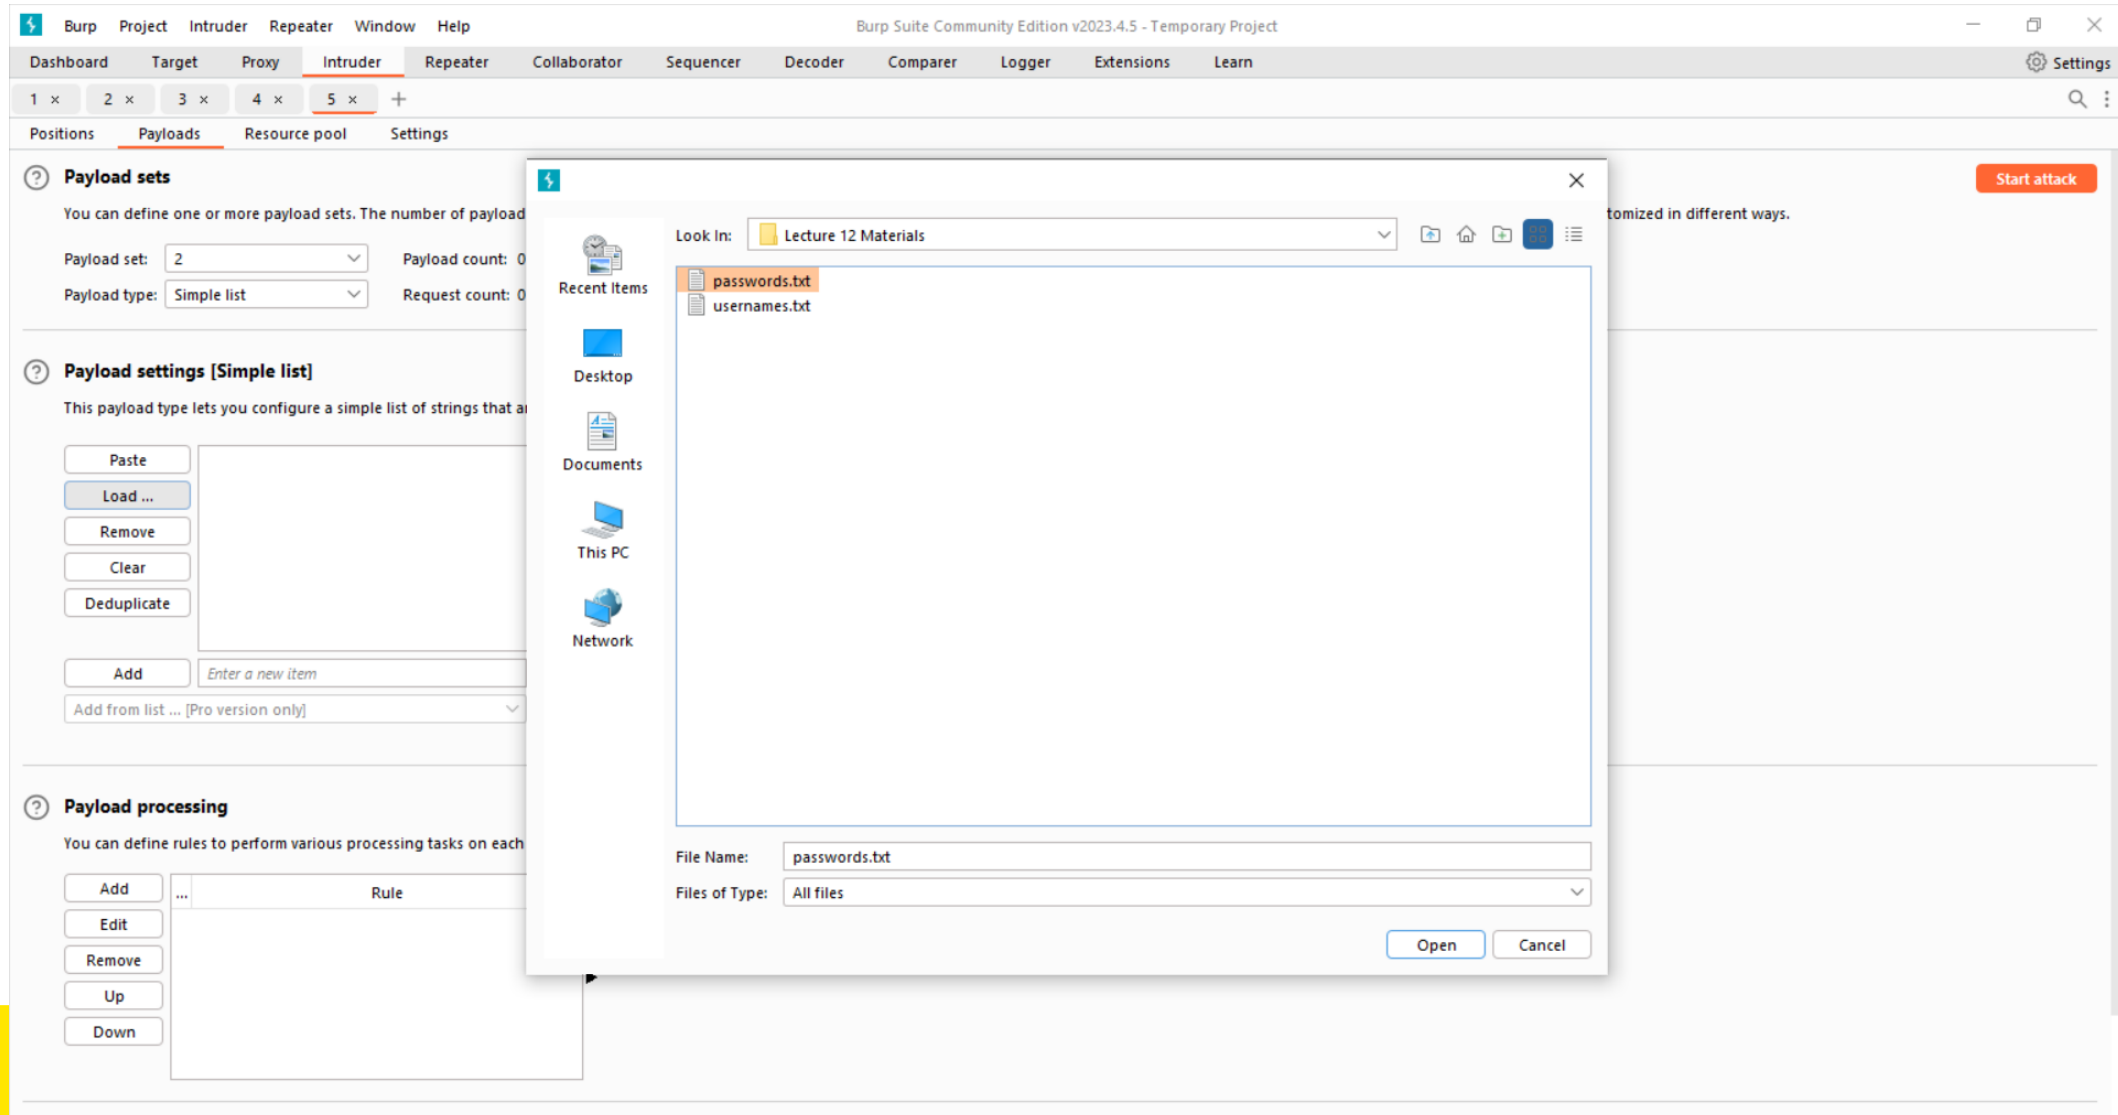 Burp Project Intruder Repeater Window Help
Burp Suite Community Edition v2023.4.5 - Temporary Project
Dashboard Target Proxy Intruder Repeater Collaborator Sequencer Decoder Comparer Logger Extensions Learn Settings
1 × 2 × 3 × 4 × 5 × +
Positions Payloads Resource pool Settings
? Payload sets
Start attack
You can define one or more payload sets. The number of payload
tomized in different ways.
Payload set: 2 Payload count: 0
Payload type: Simple list Request count: 0
? Payload settings [Simple list]
This payload type lets you configure a simple list of strings that a
Paste
Load ...
Remove
Clear
Deduplicate
Add Enter a new item
Add from list ... [Pro version only]
? Payload processing
You can define rules to perform various processing tasks on each
Add ... Rule
Edit
Remove
Up
Down
Look In: Lecture 12 Materials
Recent Items
Desktop
Documents
This PC
Network
passwords.txt
usernames.txt
File Name: passwords.txt
Files of Type: All files
Open Cancel